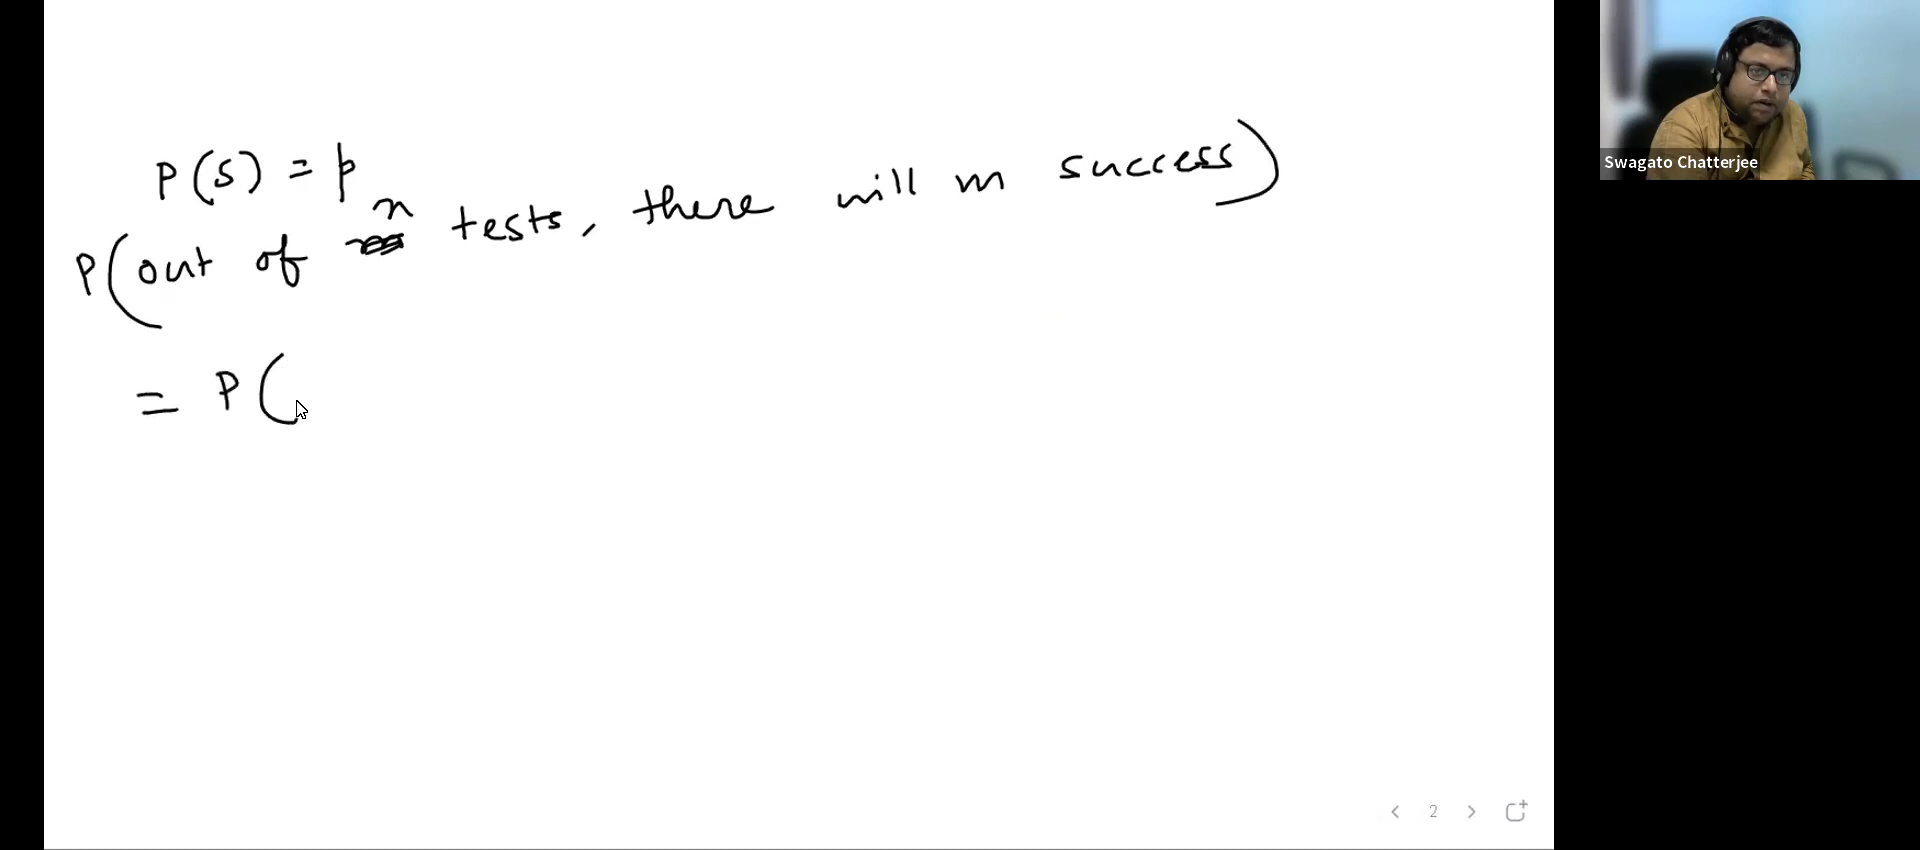 P(S) = p
P(out of n tests, there will m success)
= P(
Swagato Chatterjee
2